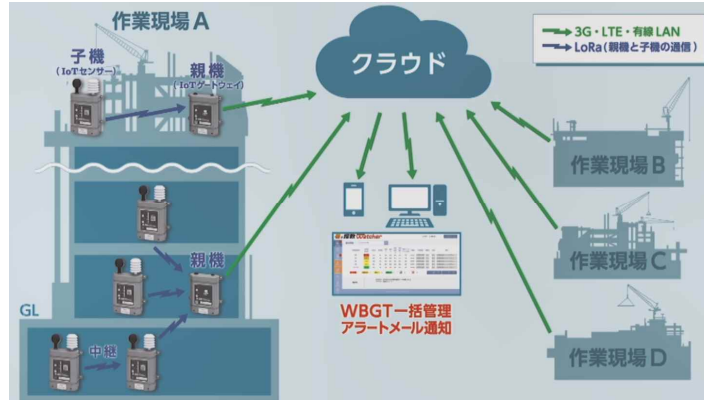 作業現場A
3G・LTE・有線LAN
LoRa(親機と子機の通信)
子機
(IoTセンサー)
親機
(IoTゲートウェイ)
クラウド
作業現場B
親機
作業現場C
GL
WBGT一括管理
アラートメール通知
中継
作業現場D